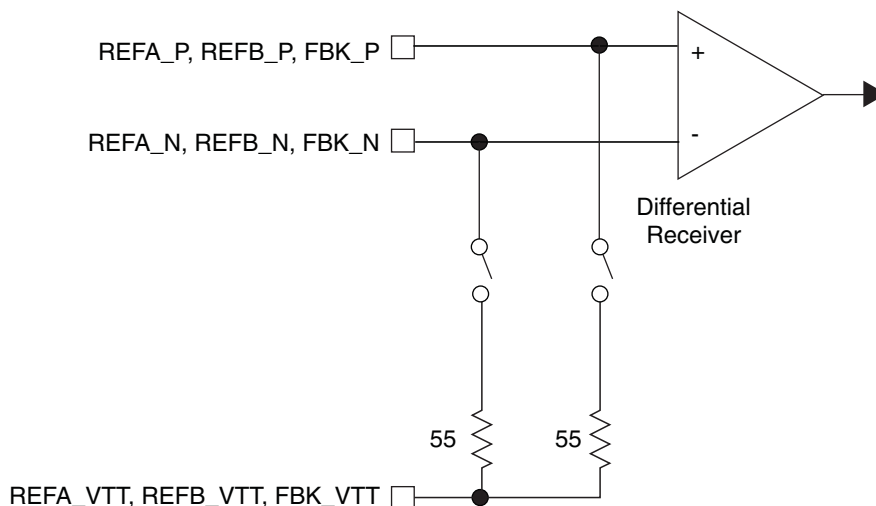 REFA_P, REFB_P, FBK_P
+
REFA_N, REFB_N, FBK_N
-
Differential
Receiver
55
55
REFA_VTT, REFB_VTT, FBK_VTT